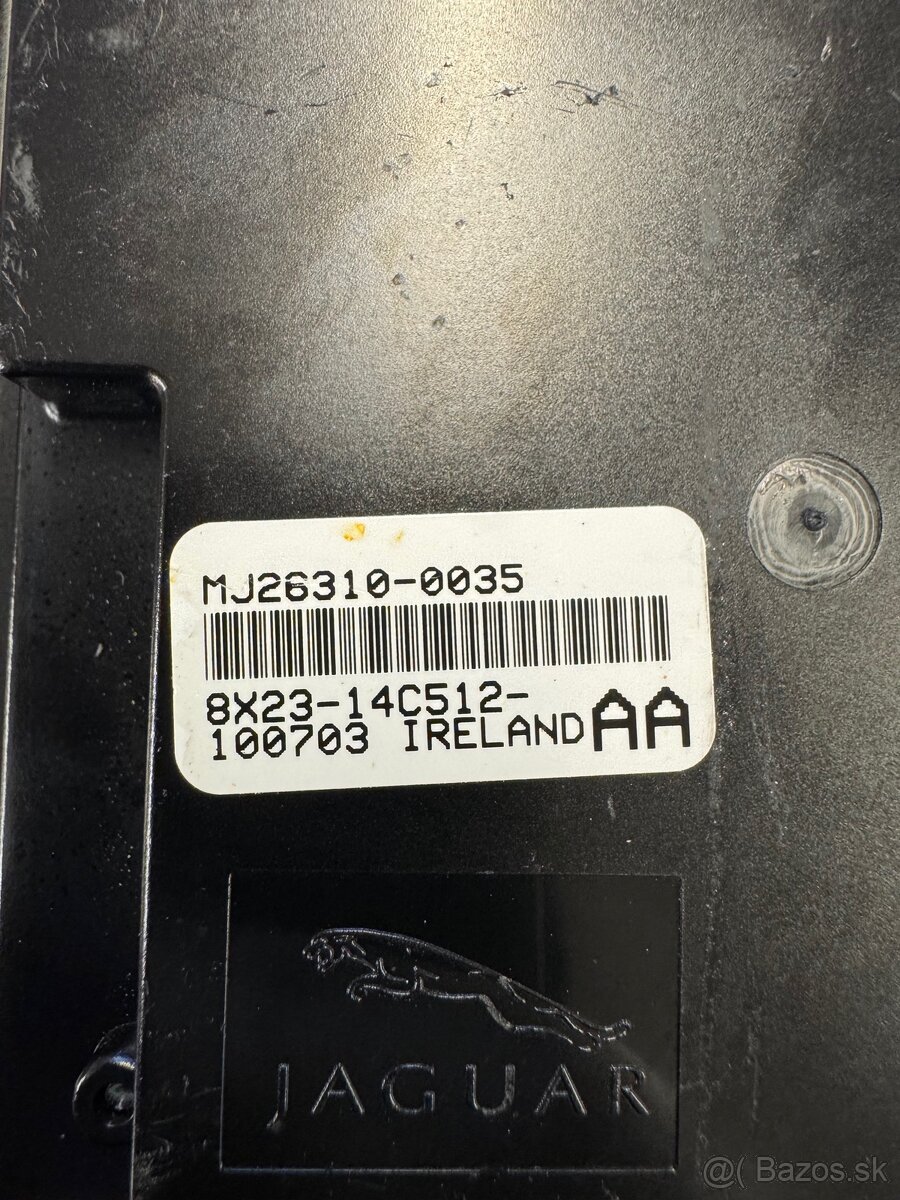 MJ26310-0035
8X23-14C512-
100703 IRELAND AA
JAGUAR
@( Bazos.sk